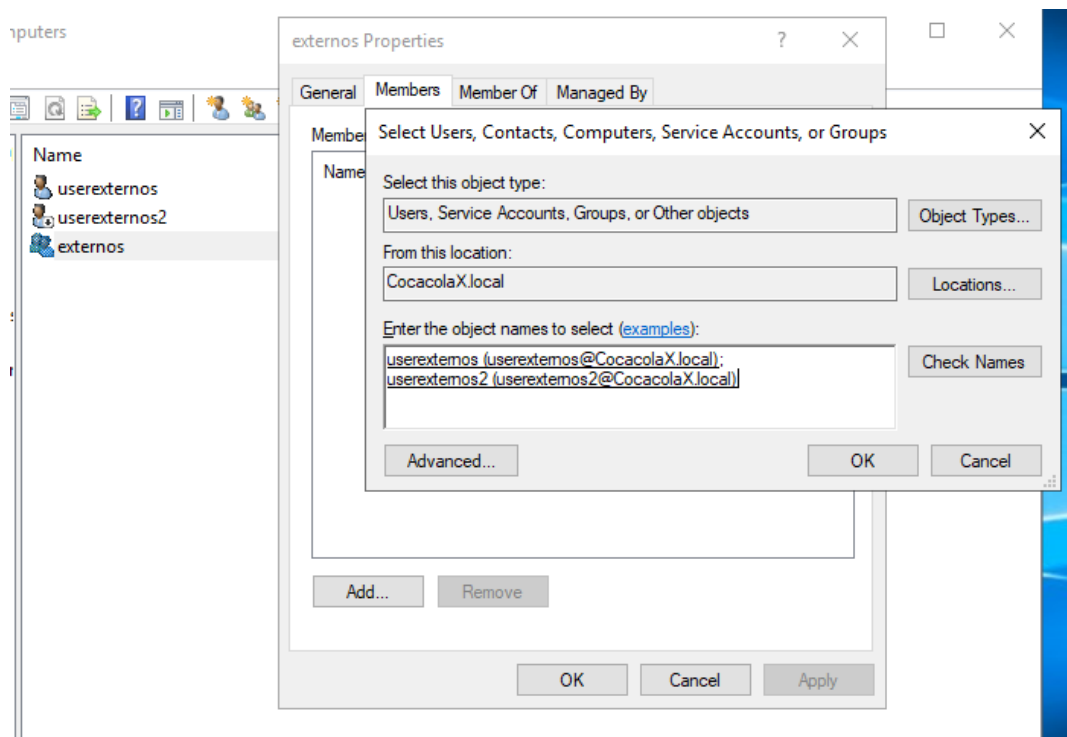 nputers
externos Properties
General Members Member Of Managed By
Select Users, Contacts, Computers, Service Accounts, or Groups
Name
Name
userexternos
userexternos2
externos
Select this object type:
Users, Service Accounts, Groups, or Other objects
Object Types...
From this location:
CocacolaX.local
Locations...
Enter the object names to select (examples):
userexternos (userexternos@CocacolaX.local);
userexternos2 (userexternos2@CocacolaX.local)
Check Names
Advanced...
OK
Cancel
Add...
Remove
OK
Cancel
Apply